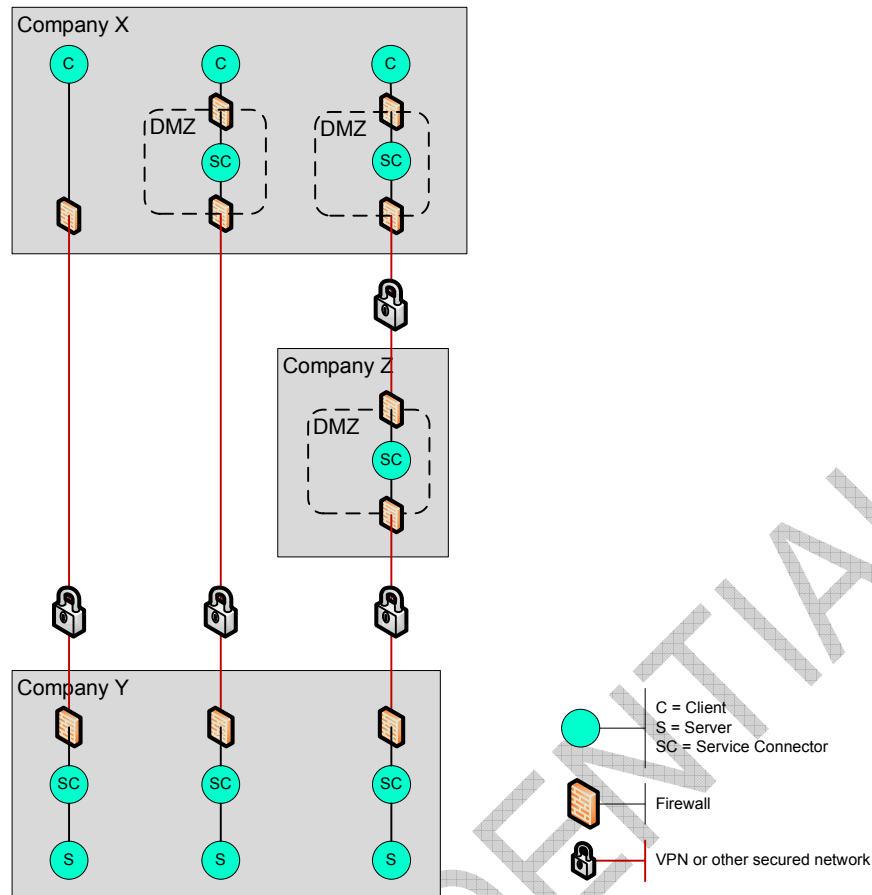 Company X
C
C
C
DMZ
DMZ
SC
SC
Company Z
DMZ
SC
Company Y
SC
SC
SC
S
S
S
C = Client
S = Server
SC = Service Connector
Firewall
VPN or other secured network